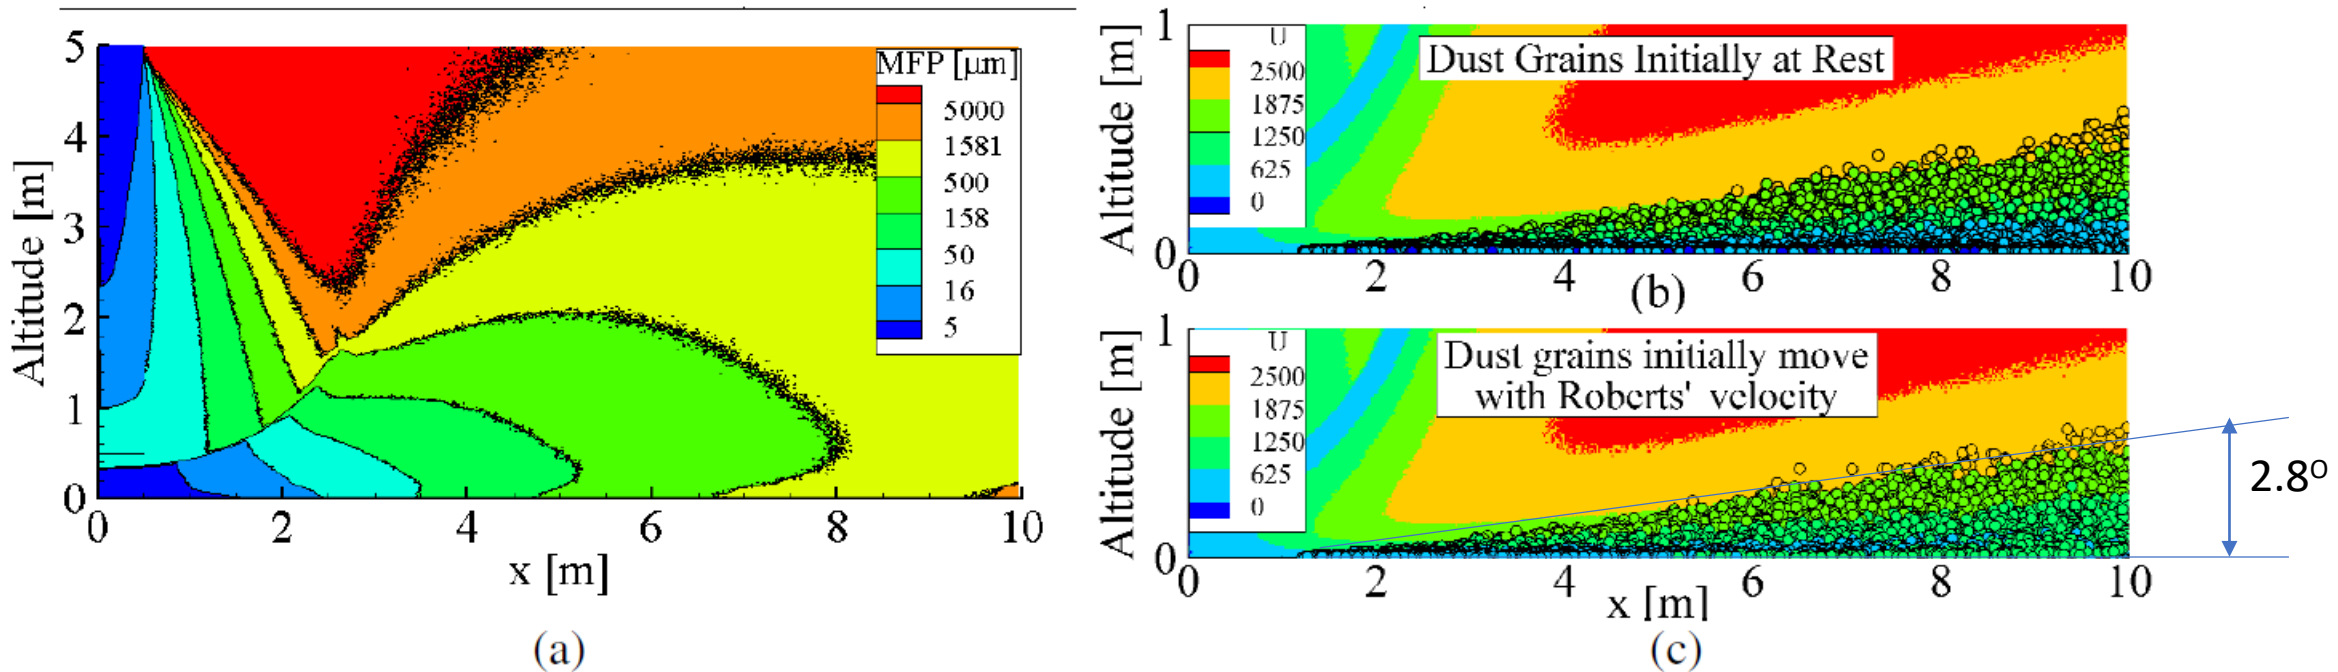 5
4
3
2
1
0
Altitude [m]
0 2 4 6 8 10
x [m]
MFP [μm]
5000
1581
500
158
50
16
5
(a)
1
0
Altitude [m]
U
2500
1875
1250
625
0
Dust Grains Initially at Rest
0 2 4 6 8 10
(b)
1
0
Altitude [m]
U
2500
1875
1250
625
0
Dust grains initially move
with Roberts' velocity
2.8º
0 2 4 6 8 10
x [m]
(c)